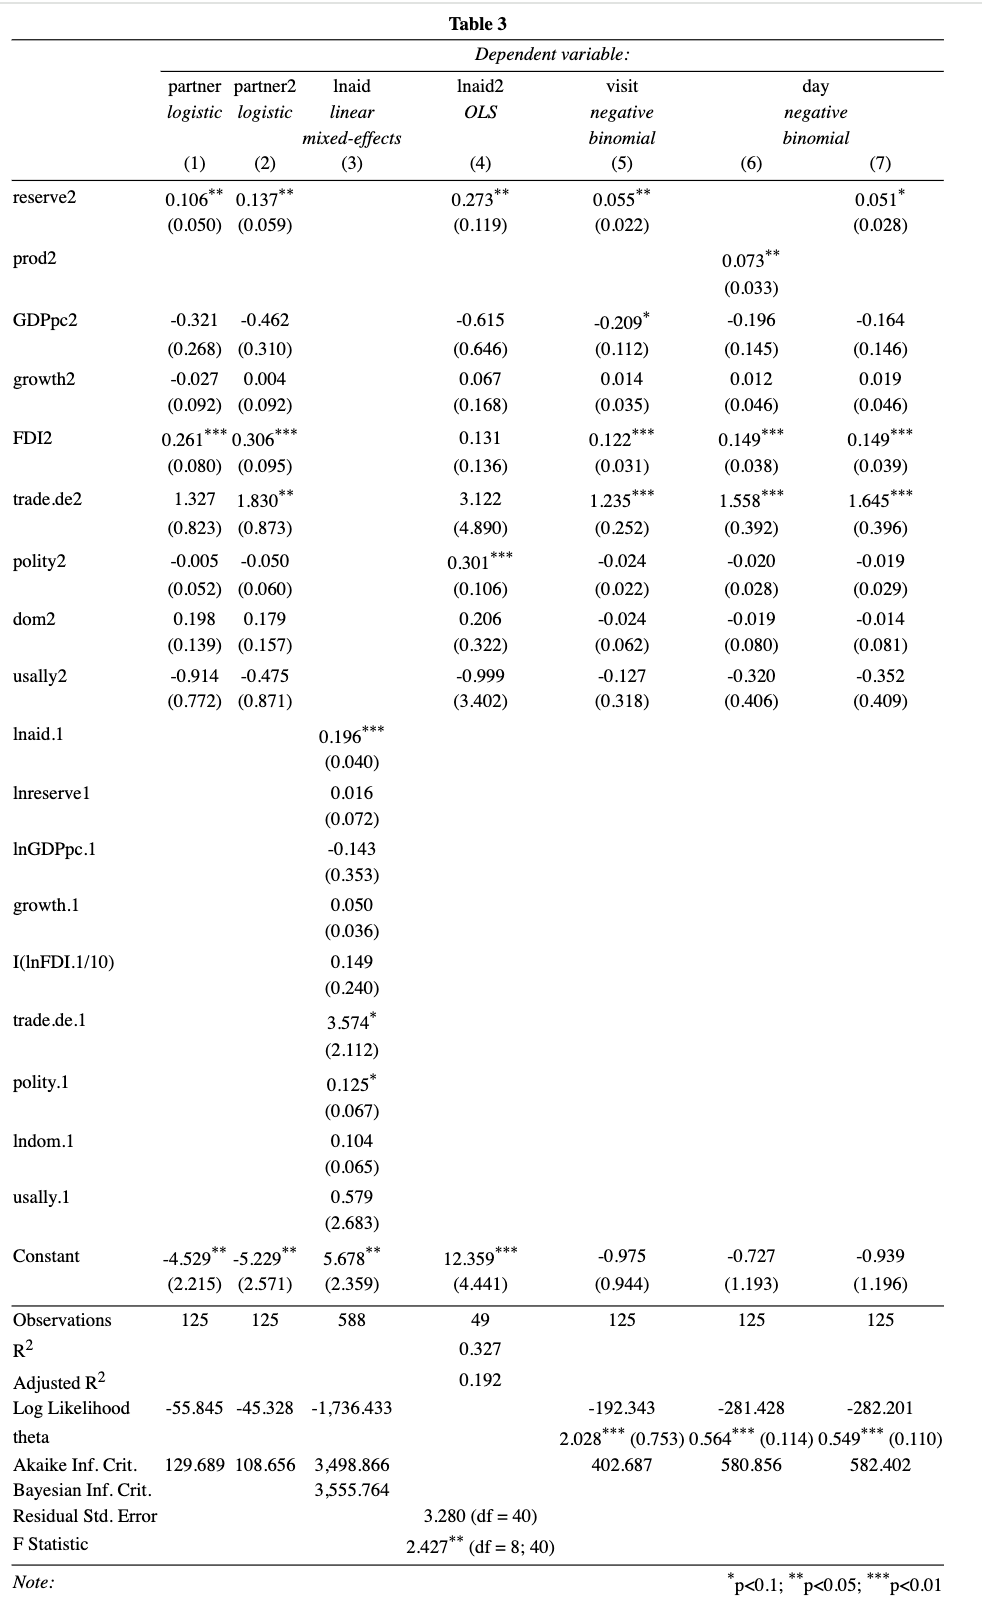 Table 3
Dependent variable:
partner partner2 lnaid lnaid2 visit day
logistic logistic linear OLS negative negative
mixed-effects binomial binomial
(1) (2) (3) (4) (5) (6) (7)
reserve2 0.106** 0.137** 0.273** 0.055** 0.051*
(0.050) (0.059) (0.119) (0.022) (0.028)
prod2 0.073**
(0.033)
GDPpc2 -0.321 -0.462 -0.615 -0.209* -0.196 -0.164
(0.268) (0.310) (0.646) (0.112) (0.145) (0.146)
growth2 -0.027 0.004 0.067 0.014 0.012 0.019
(0.092) (0.092) (0.168) (0.035) (0.046) (0.046)
FDI2 0.261*** 0.306*** 0.131 0.122*** 0.149*** 0.149***
(0.080) (0.095) (0.136) (0.031) (0.038) (0.039)
trade.de2 1.327 1.830** 3.122 1.235*** 1.558*** 1.645***
(0.823) (0.873) (4.890) (0.252) (0.392) (0.396)
polity2 -0.005 -0.050 0.301*** -0.024 -0.020 -0.019
(0.052) (0.060) (0.106) (0.022) (0.028) (0.029)
dom2 0.198 0.179 0.206 -0.024 -0.019 -0.014
(0.139) (0.157) (0.322) (0.062) (0.080) (0.081)
usally2 -0.914 -0.475 -0.999 -0.127 -0.320 -0.352
(0.772) (0.871) (3.402) (0.318) (0.406) (0.409)
lnaid.1 0.196***
(0.040)
lnreserve1 0.016
(0.072)
lnGDPpc.1 -0.143
(0.353)
growth.1 0.050
(0.036)
I(lnFDI.1/10) 0.149
(0.240)
trade.de.1 3.574*
(2.112)
polity.1 0.125*
(0.067)
lndom.1 0.104
(0.065)
usally.1 0.579
(2.683)
Constant -4.529** -5.229** 5.678** 12.359*** -0.975 -0.727 -0.939
(2.215) (2.571) (2.359) (4.441) (0.944) (1.193) (1.196)
Observations 125 125 588 49 125 125 125
R2 0.327
Adjusted R2 0.192
Log Likelihood -55.845 -45.328 -1,736.433 -192.343 -281.428 -282.201
theta 2.028*** (0.753) 0.564*** (0.114) 0.549*** (0.110)
Akaike Inf. Crit. 129.689 108.656 3,498.866 402.687 580.856 582.402
Bayesian Inf. Crit. 3,555.764
Residual Std. Error 3.280 (df = 40)
F Statistic 2.427** (df = 8; 40)
Note: *p<0.1; **p<0.05; ***p<0.01